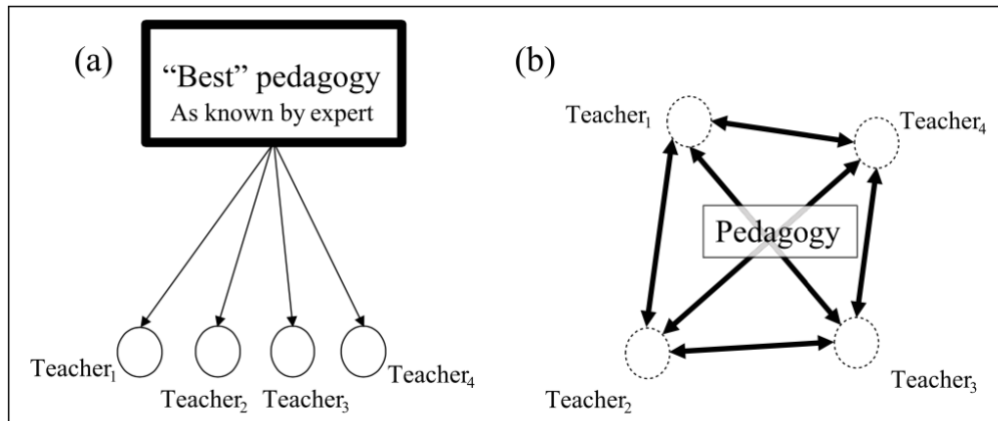 (a)
“Best” pedagogy
As known by expert
Teacher₁
Teacher₂
Teacher₃
Teacher₄
(b)
Teacher₁
Teacher₄
Pedagogy
Teacher₂
Teacher₃